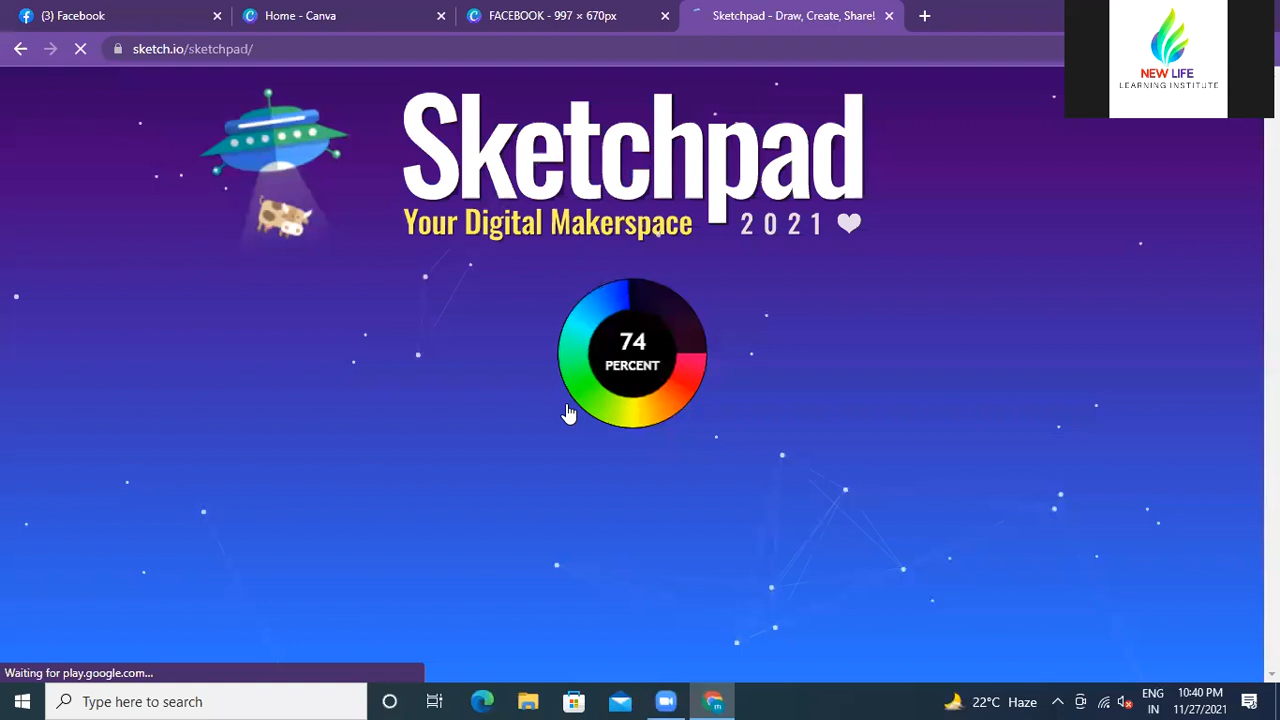 (3) Facebook
Home - Canva
FACEBOOK - 997 × 670px
Sketchpad - Draw, Create, Share!
sketch.io/sketchpad/
NEW LIFE
LEARNING INSTITUTE
Sketchpad
Your Digital Makerspace 2021
74
PERCENT
Waiting for play.google.com...
Type here to search
22°C Haze
ENG
IN
10:40 PM
11/27/2021